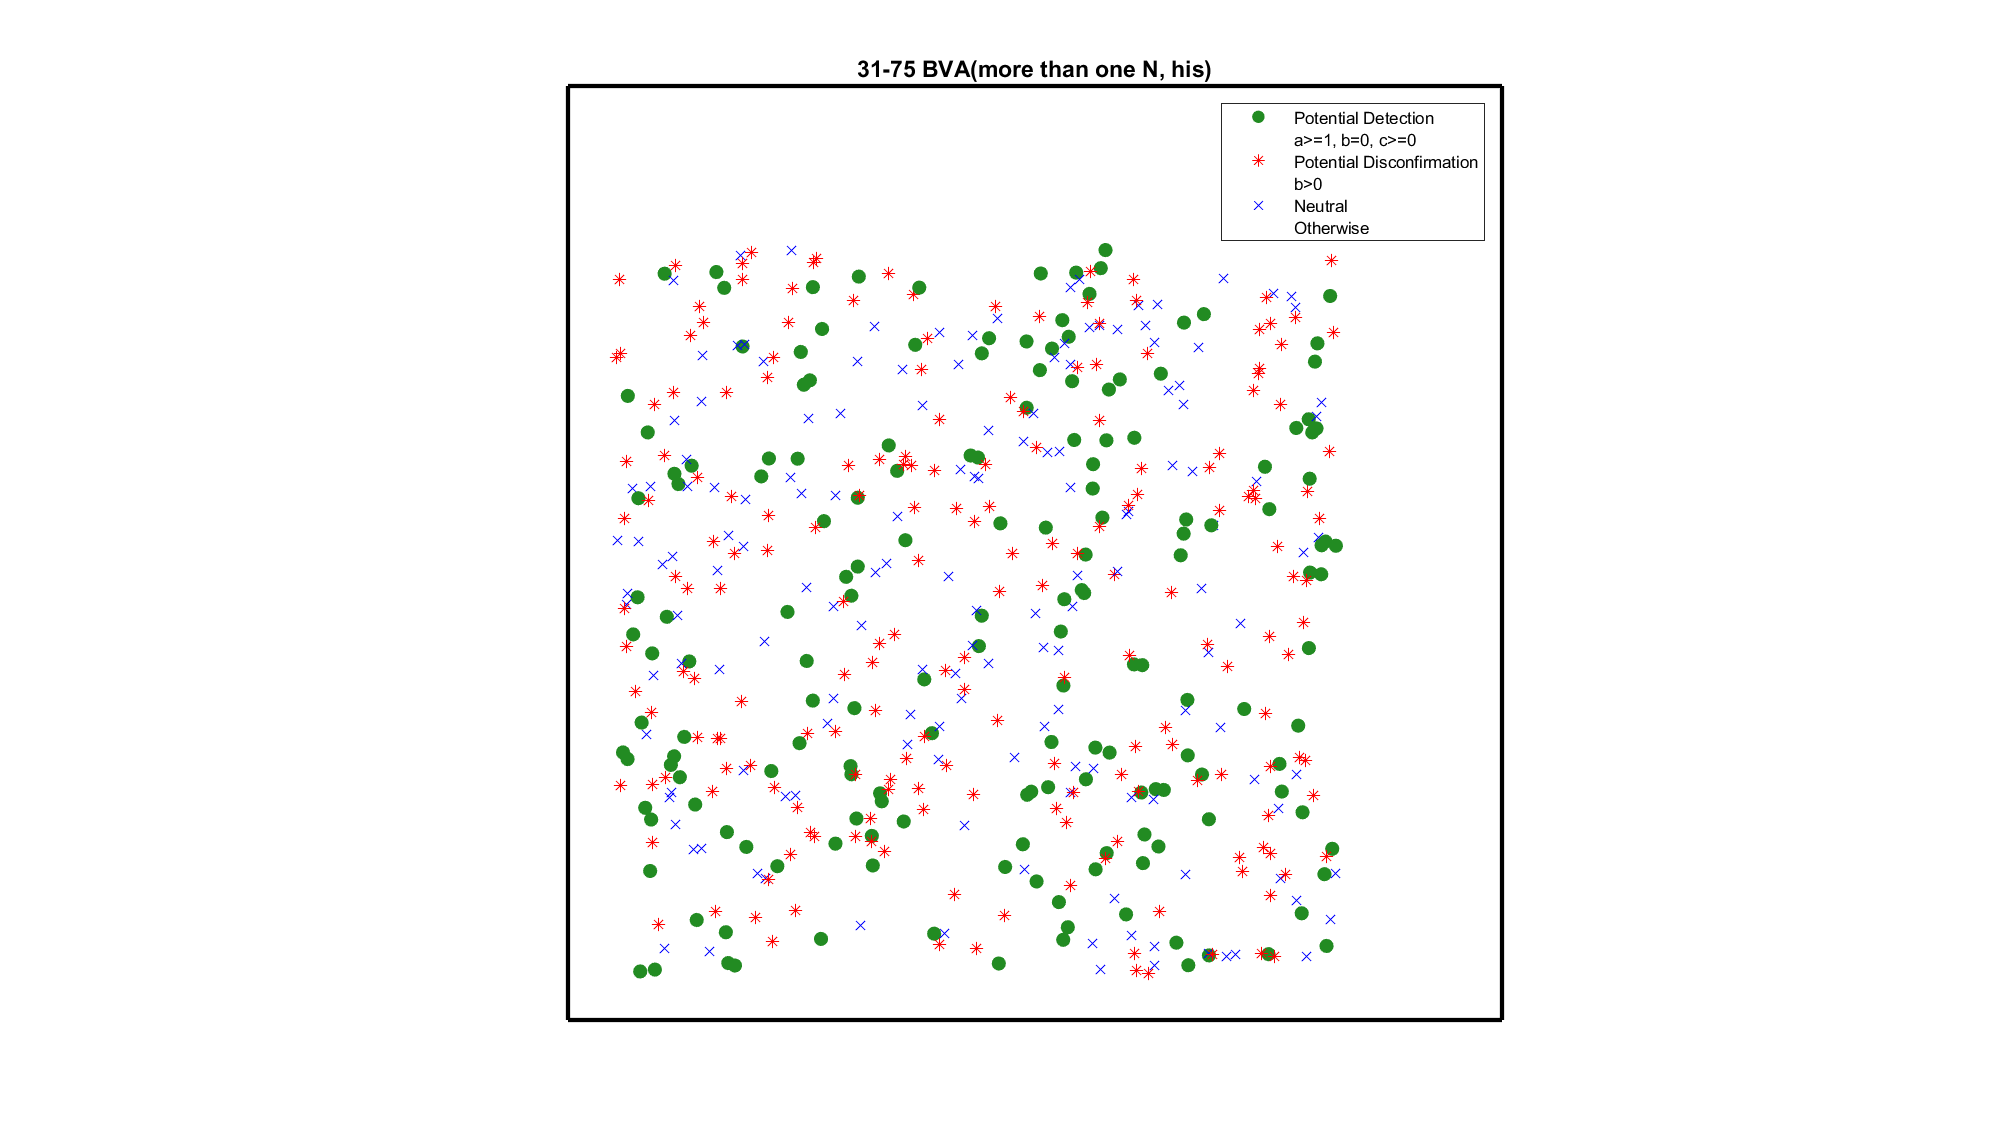 31-75 BVA(more than one N, his)
Potential Detection
a>=1, b=0, c>=0
Potential Disconfirmation
b>0
Neutral
Otherwise